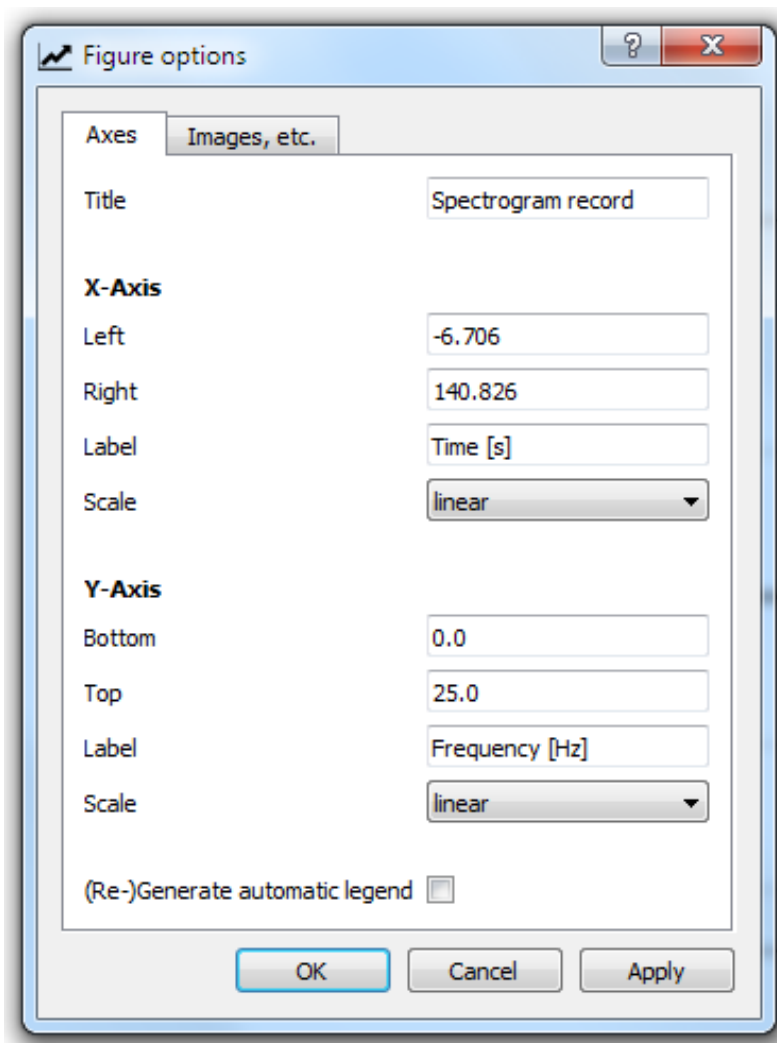 Figure options
Axes Images, etc.
Title Spectrogram record
X-Axis
Left -6.706
Right 140.826
Label Time [s]
Scale linear
Y-Axis
Bottom 0.0
Top 25.0
Label Frequency [Hz]
Scale linear
(Re-)Generate automatic legend
OK Cancel Apply